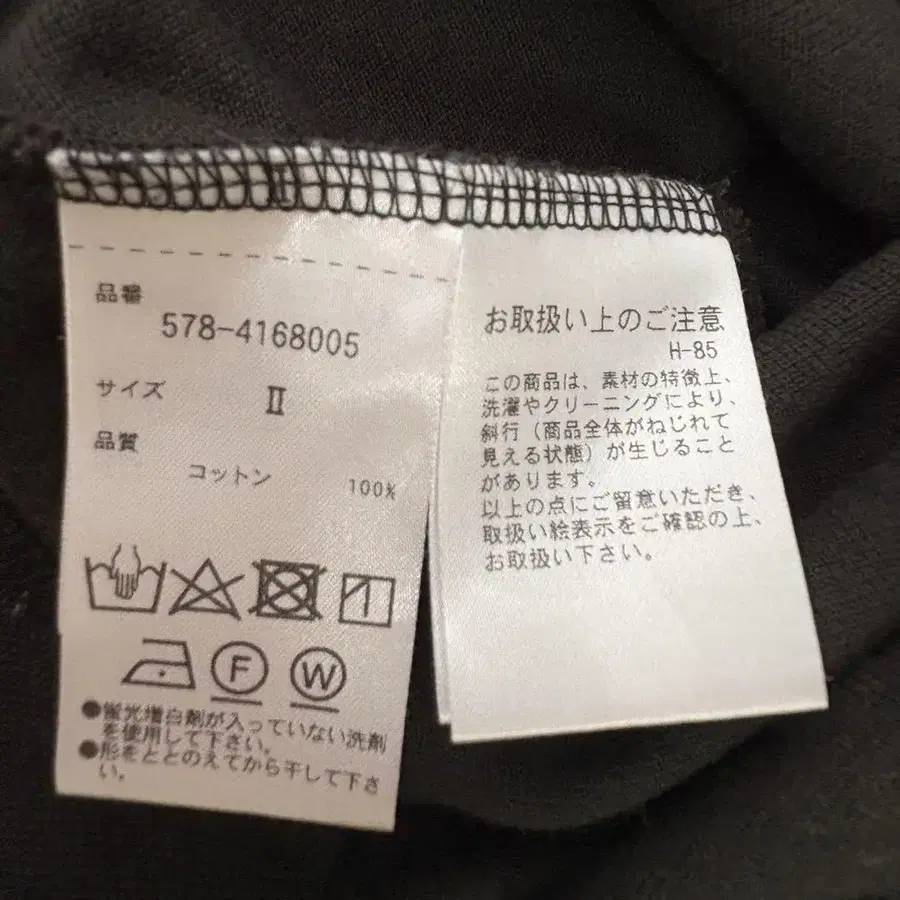 品番
578-4168005
サイズ
II
品質
コットン 100%
F W
●蛍光増白剤が入っていない洗剤
を使用して下さい。
●形をととのえてから干して下さ
い。
お取扱い上のご注意
H-85
この商品は、素材の特徴上、
洗濯やクリーニングにより、
斜行（商品全体がねじれて
見える状態）が生じること
があります。
以上の点にご留意いただき、
取扱い絵表示をご確認の上、
お取扱い下さい。